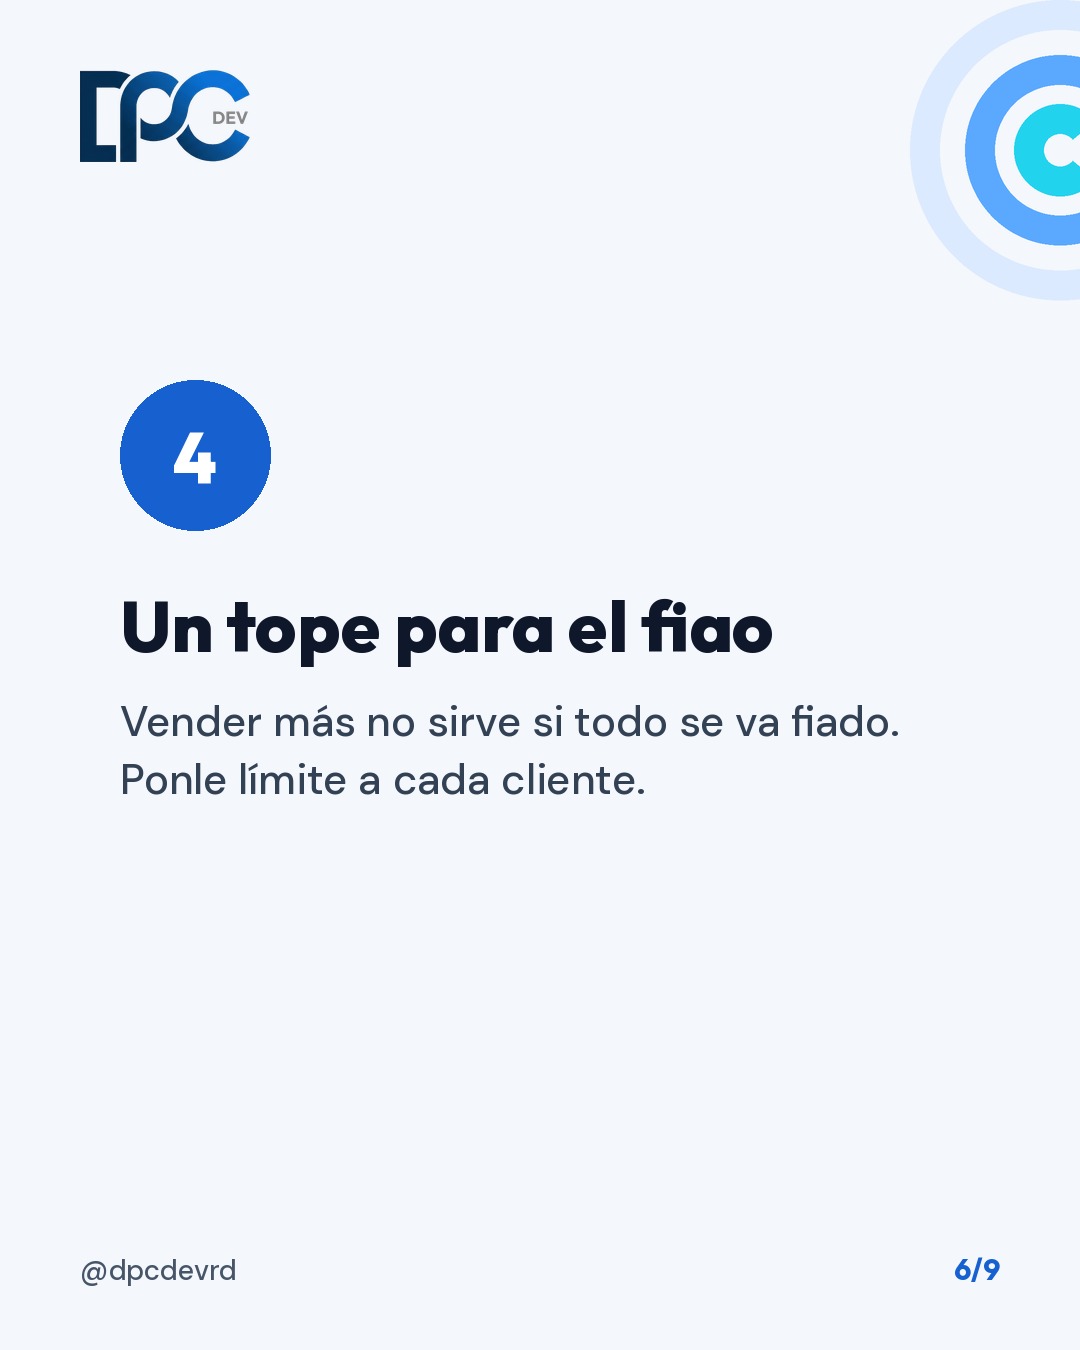 DPC DEV
4
Un tope para el fiao
Vender más no sirve si todo se va fiado.
Ponle límite a cada cliente.
@dpcdevrd
6/9